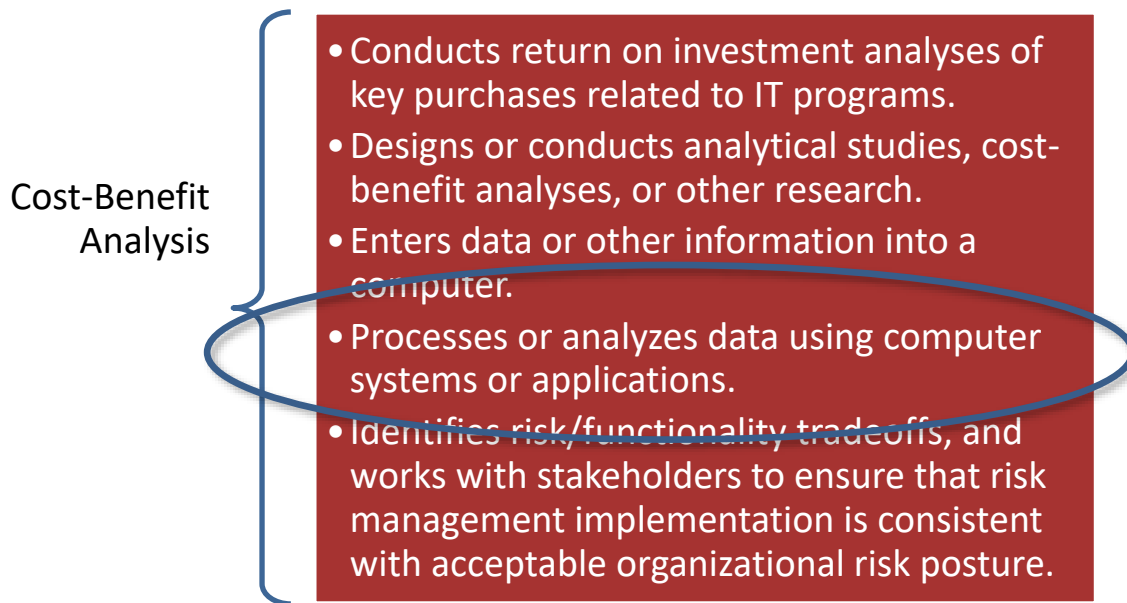 Cost-Benefit
Analysis
•Conducts return on investment analyses of
key purchases related to IT programs.
•Designs or conducts analytical studies, cost-
benefit analyses, or other research.
•Enters data or other information into a
computer.
•Processes or analyzes data using computer
systems or applications.
•Identifies risk/functionality tradeoffs, and
works with stakeholders to ensure that risk
management implementation is consistent
with acceptable organizational risk posture.